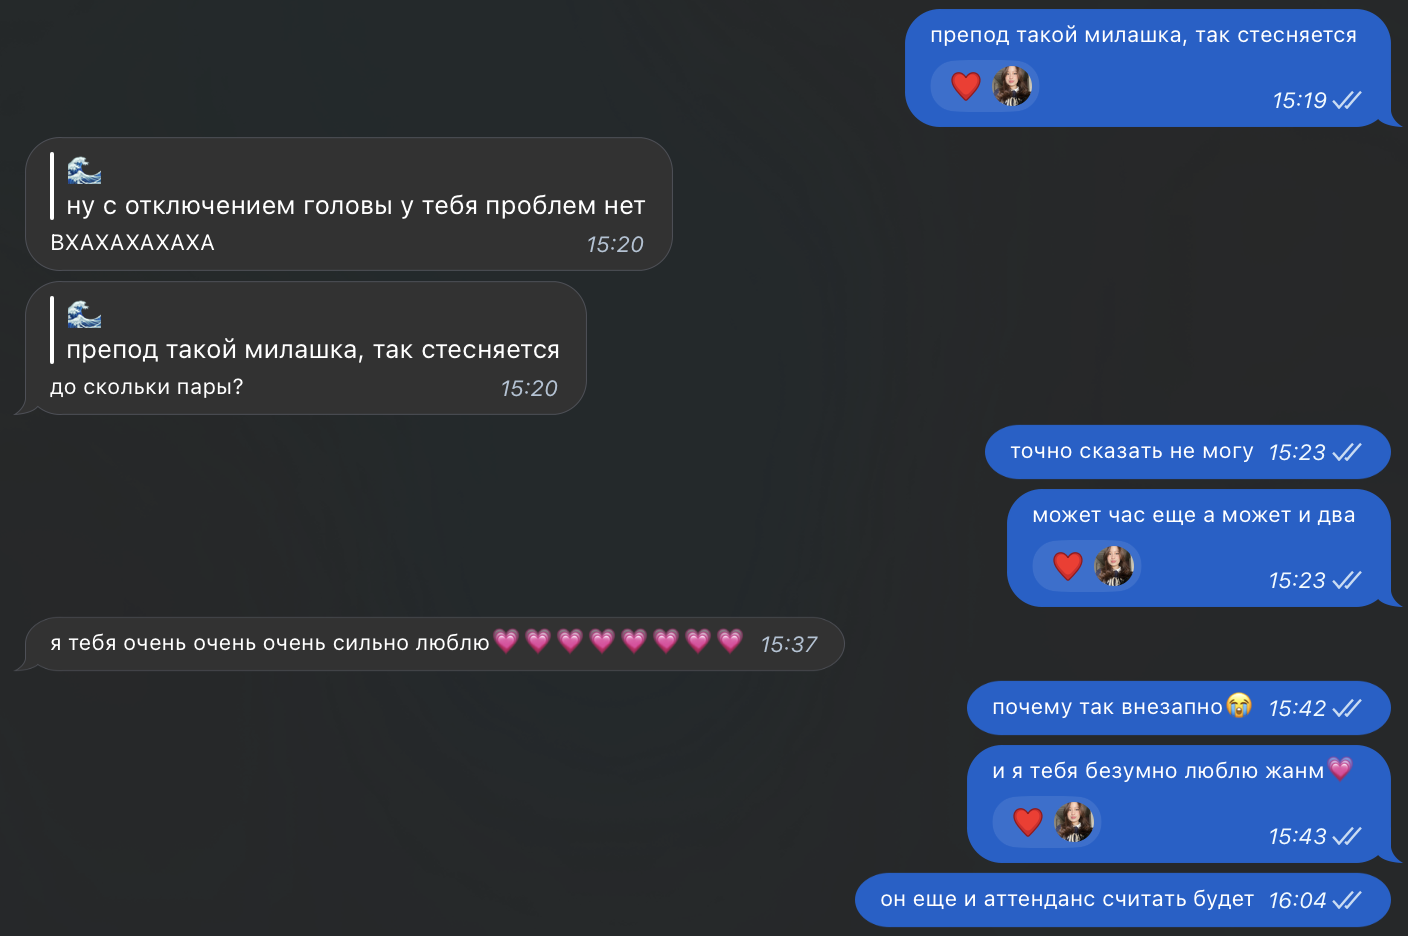 препод такой милашка, так стесняется
❤️
15:19
🌊
ну с отключением головы у тебя проблем нет
ВХАХАХАХАХА 15:20
🌊
препод такой милашка, так стесняется
до скольки пары? 15:20
точно сказать не могу 15:23
может час еще а может и два
❤️
15:23
я тебя очень очень очень сильно люблю💗💗💗💗💗💗💗💗 15:37
почему так внезапно😭 15:42
и я тебя безумно люблю жанм💗
❤️
15:43
он еще и аттенданс считать будет 16:04